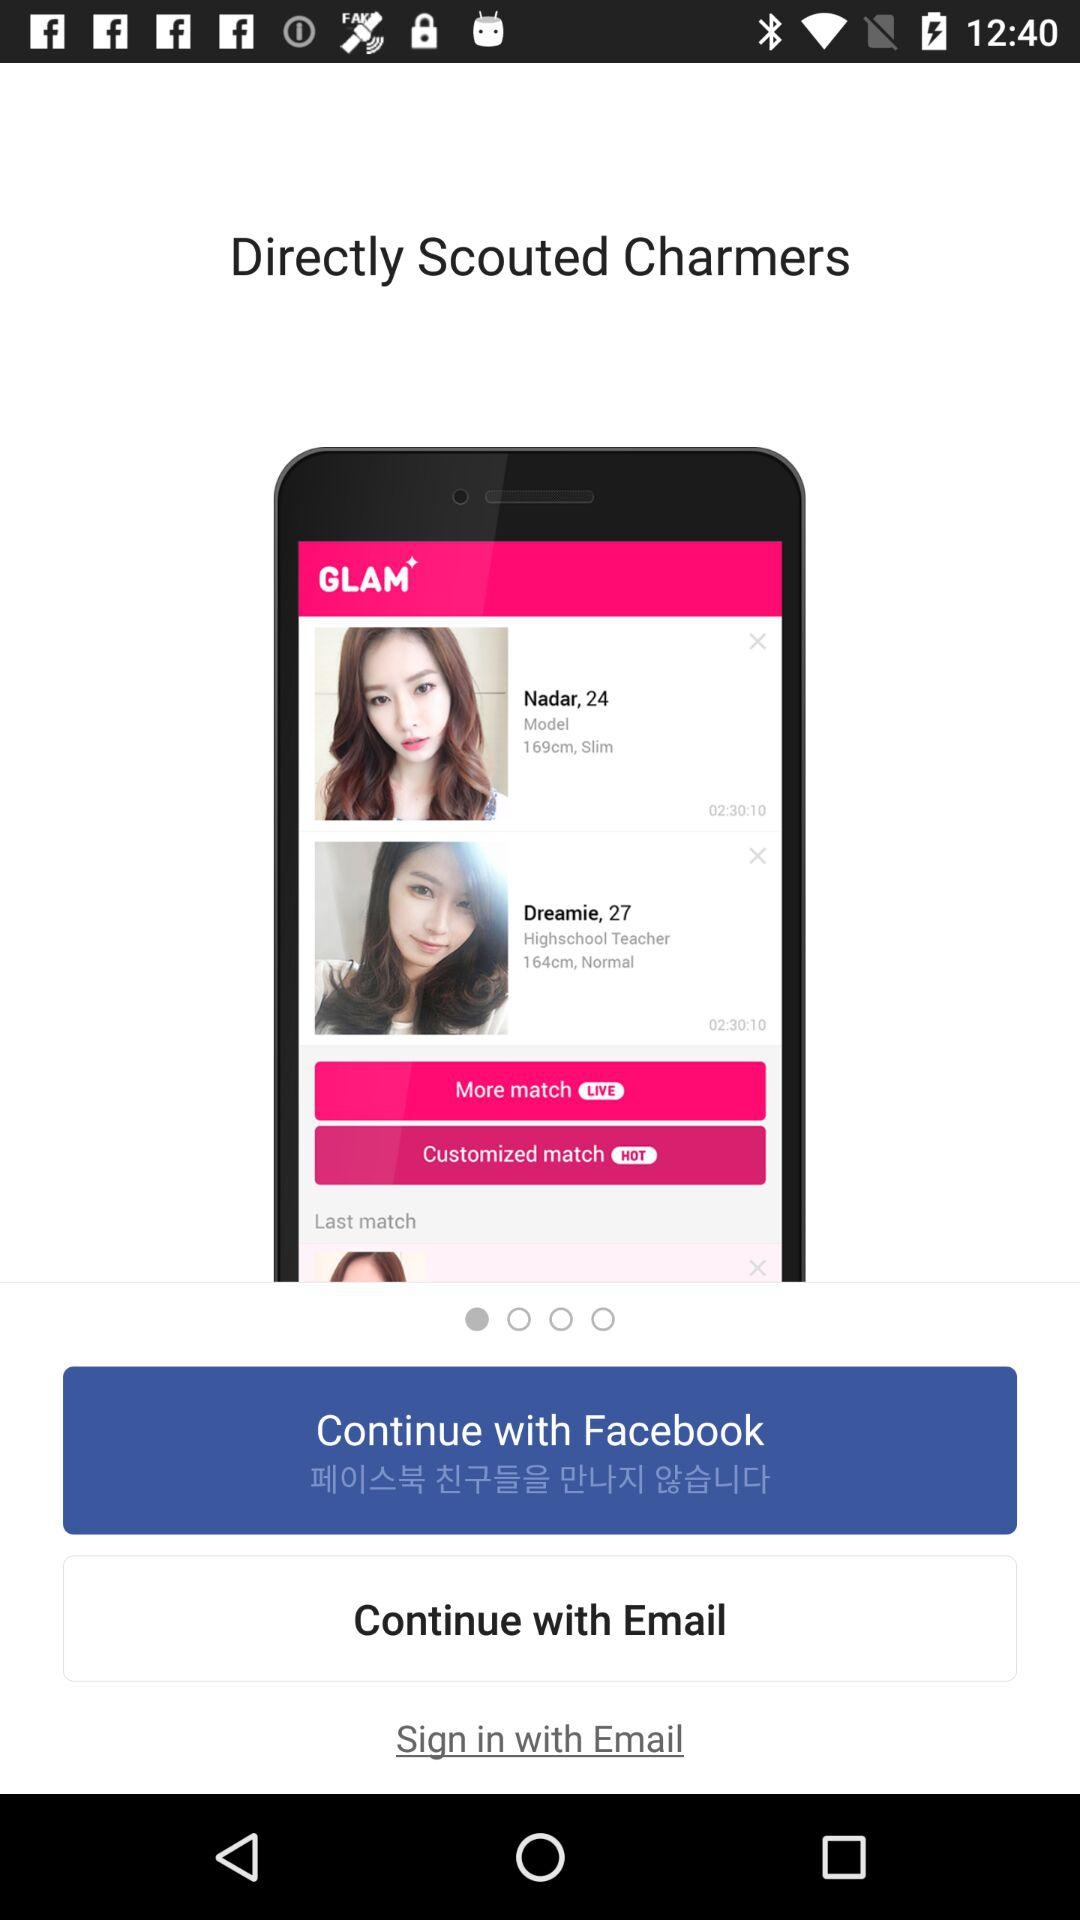 FAKE
12:40
Directly Scouted Charmers
GLAM
Nadar, 24
Model
169cm, Slim
02:30:10
Dreamie, 27
Highschool Teacher
164cm, Normal
02:30:10
More match LIVE
Customized match HOT
Last match
Continue with Facebook
페이스북 친구들을 만나지 않습니다
Continue with Email
Sign in with Email